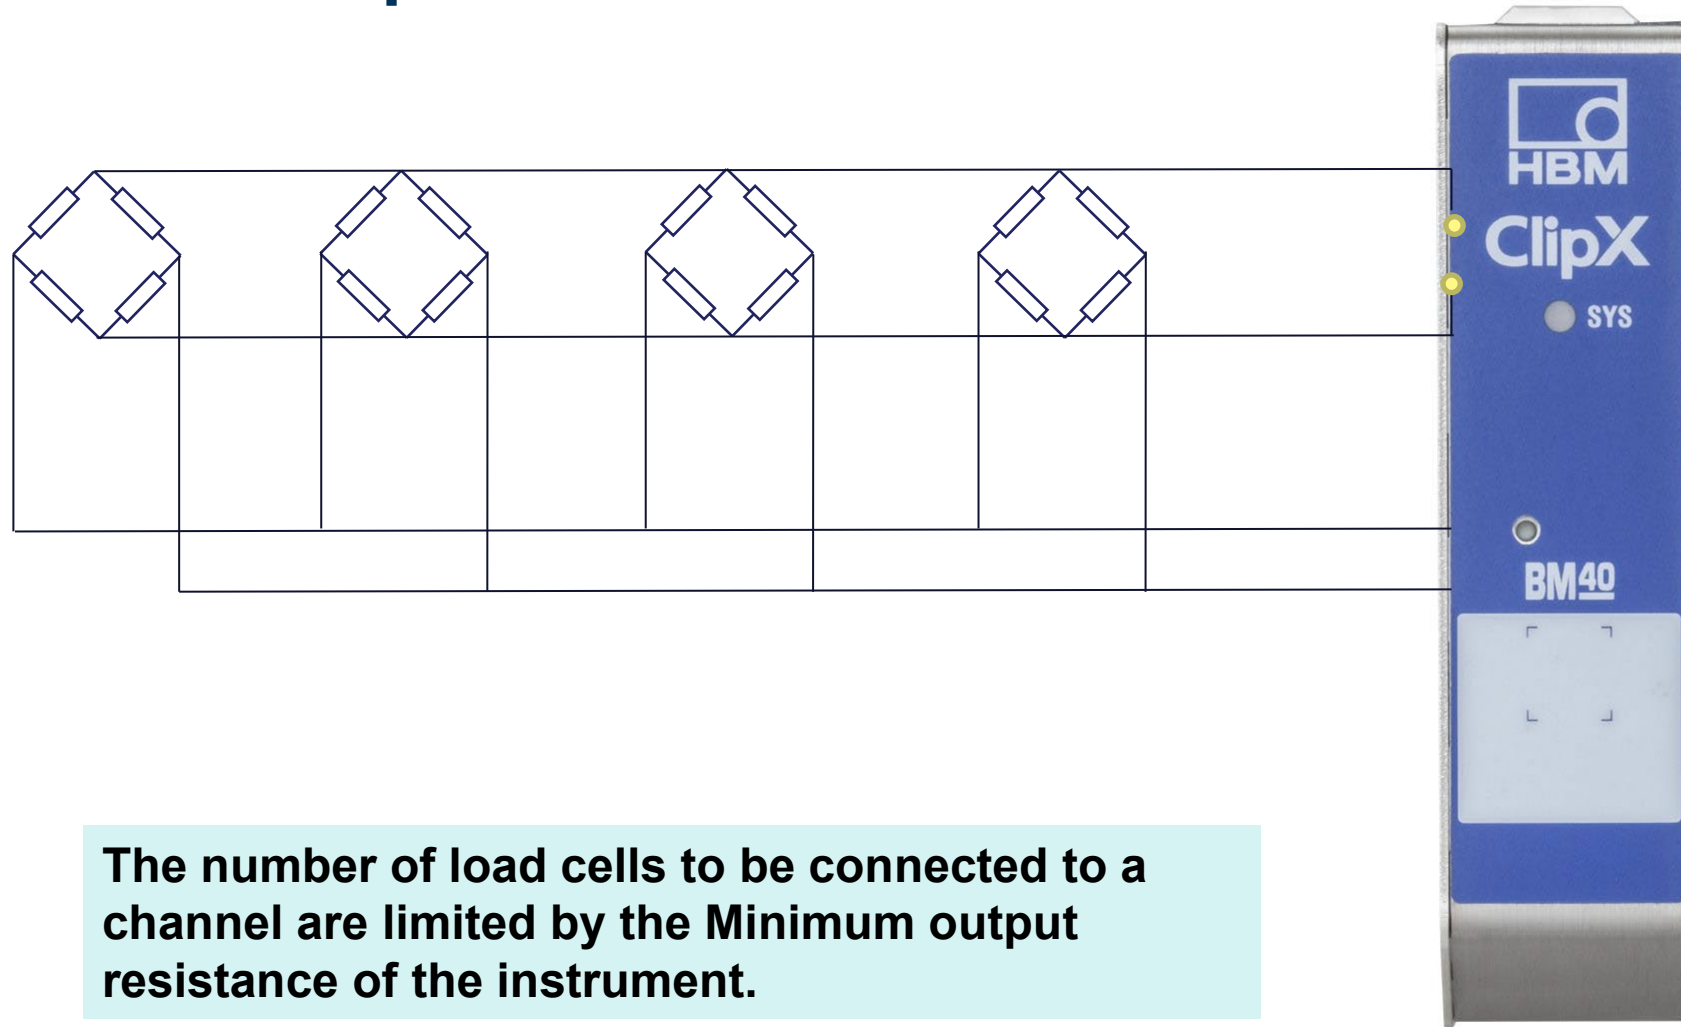 HBM
ClipX
SYS
BM40
The number of load cells to be connected to a
channel are limited by the Minimum output
resistance of the instrument.